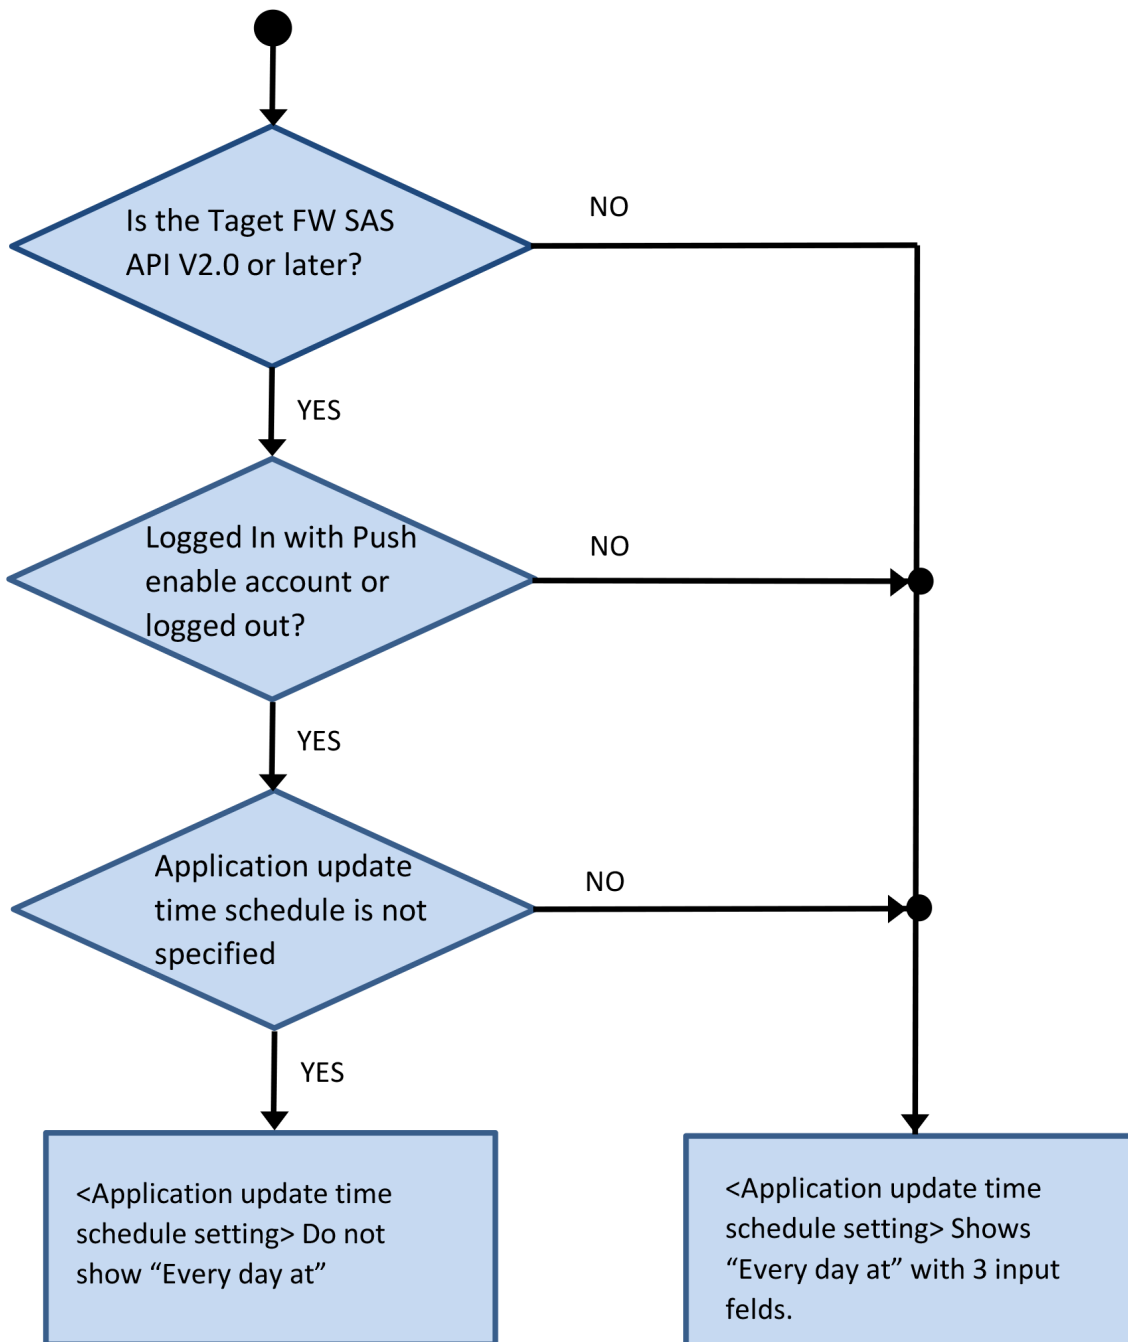 Is the Taget FW SAS
API V2.0 or later?
NO
YES
Logged In with Push
enable account or
logged out?
NO
YES
Application update
time schedule is not
specified
NO
YES
<Application update time
schedule setting> Do not
show “Every day at”
<Application update time
schedule setting> Shows
“Every day at” with 3 input
felds.